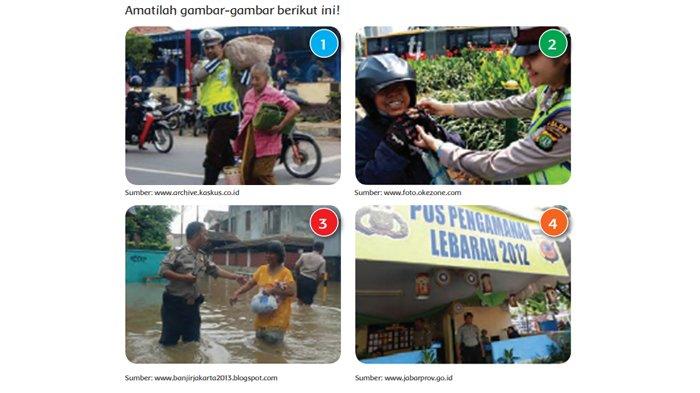 Amatilah gambar-gambar berikut ini!
1
2
Sumber: www.archive.kaskus.co.id
Sumber: www.foto.okezone.com
3
4
POS PENGAMANAN
LEBARAN 2012
Sumber: www.banjirjakarta2013.blogspot.com
Sumber: www.jabarprov.go.id